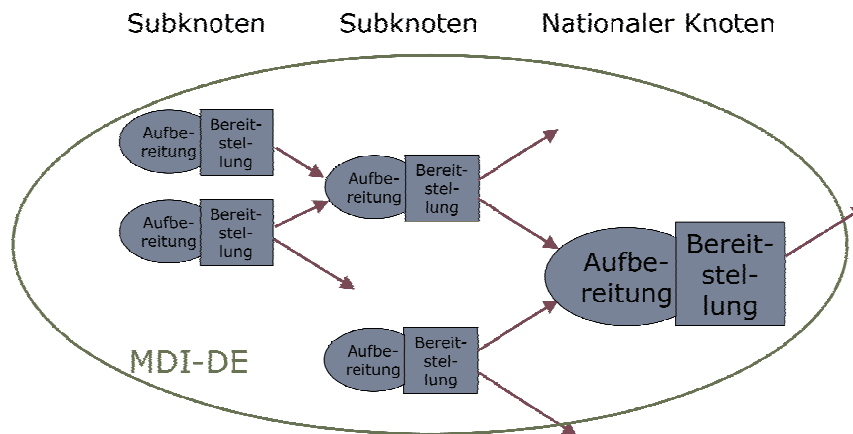 Subknoten
Subknoten
Nationaler Knoten
Aufbe-
reitung
Bereit-
stel-
lung
Aufbe-
reitung
Bereit-
stel-
lung
Aufbe-
reitung
Bereit-
stel-
lung
Aufbe-
reitung
Bereit-
stel-
lung
Aufbe-
reitung
Bereit-
stel-
lung
MDI-DE